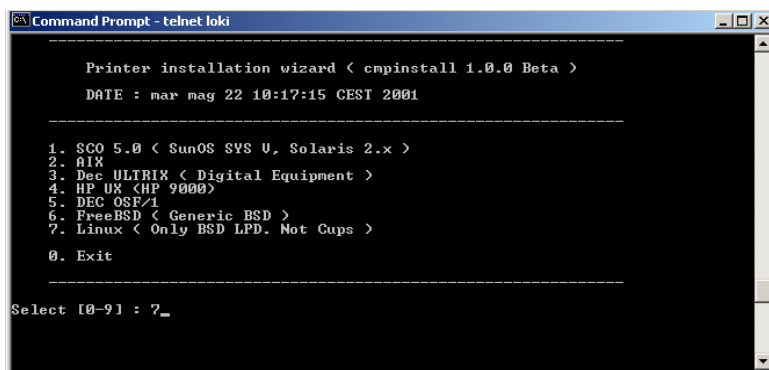 Command Prompt - telnet loki
Printer installation wizard ( cmpinstall 1.0.0 Beta )
DATE : mar mag 22 10:17:15 CEST 2001
1. SCO 5.0 ( SunOS SYS V, Solaris 2.x )
2. AIX
3. Dec ULTRIX ( Digital Equipment )
4. HP UX (HP 9000)
5. DEC OSF/1
6. FreeBSD ( Generic BSD )
7. Linux ( Only BSD LPD. Not Cups )
0. Exit
Select [0-9] : 7_